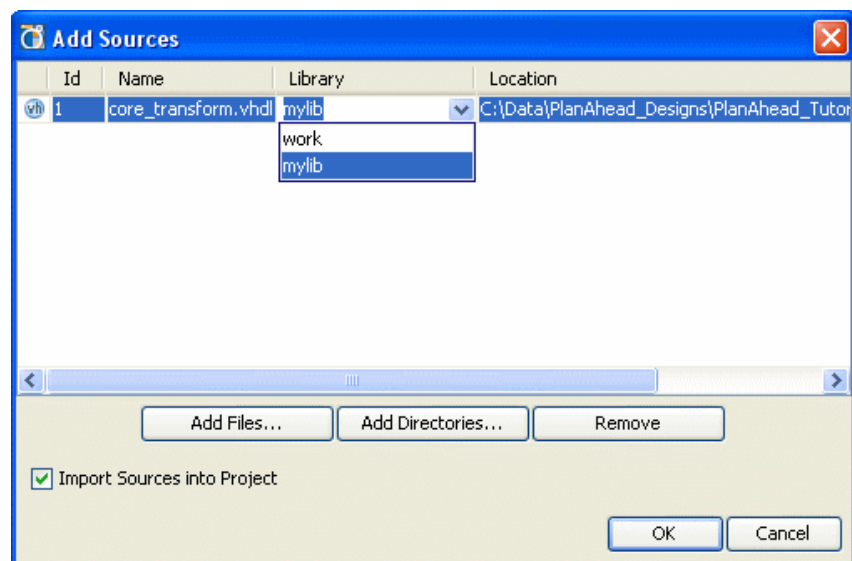 Add Sources
Id Name Library Location
vh 1 core_transform.vhdl mylib C:\Data\PlanAhead_Designs\PlanAhead_Tutor
work
mylib
Add Files... Add Directories... Remove
Import Sources into Project
OK Cancel